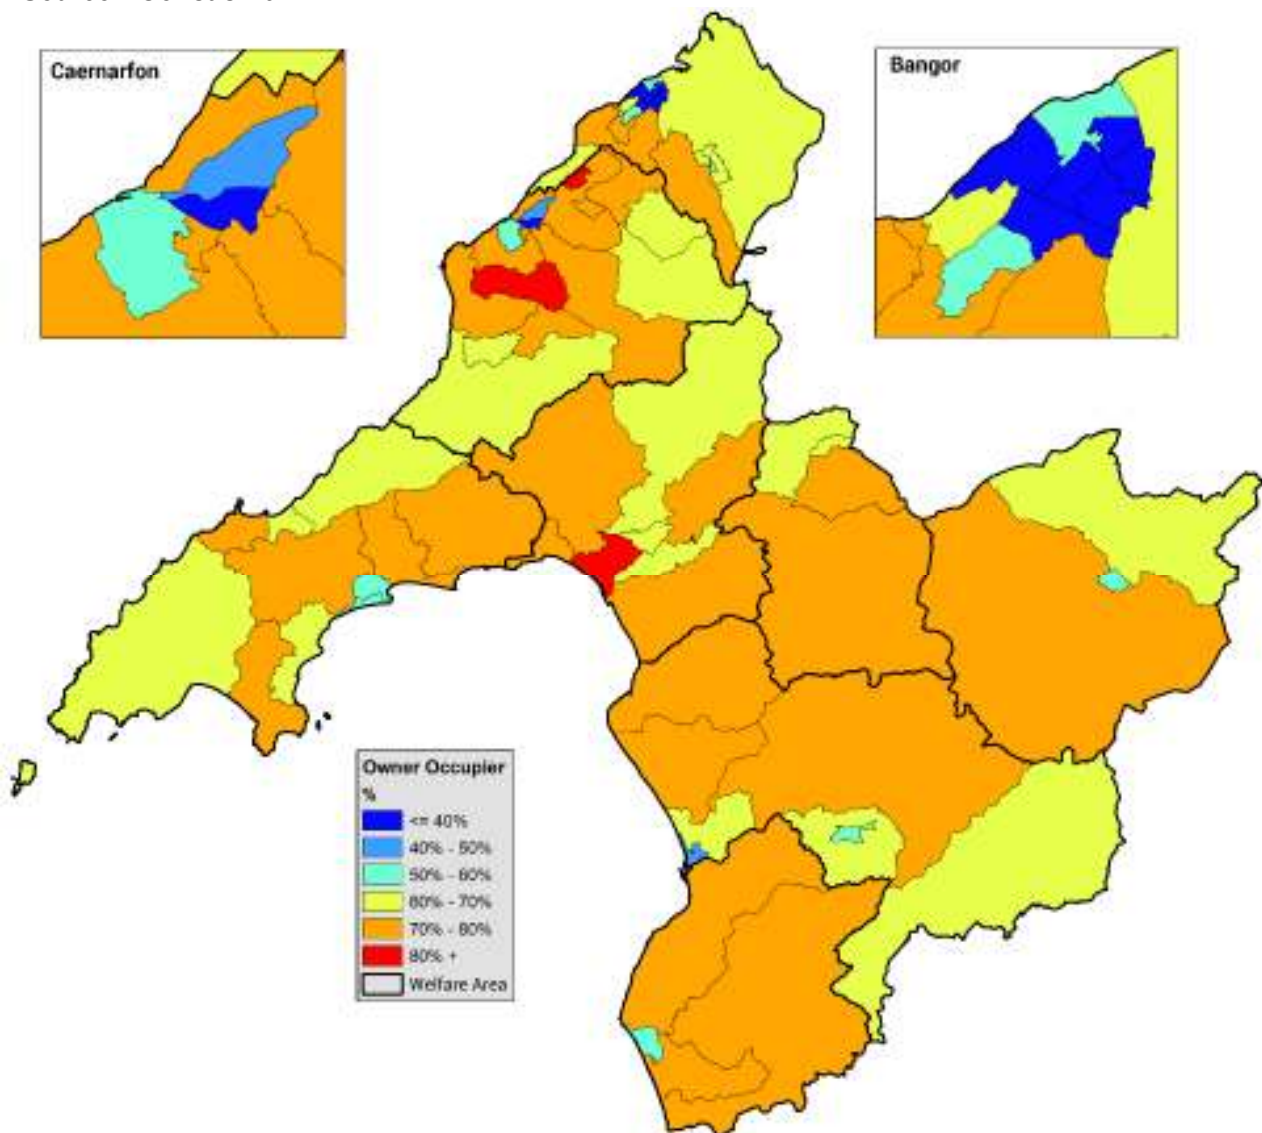 Caernarfon
Bangor
Owner Occupier
%
<= 40%
40% - 50%
50% - 60%
60% - 70%
70% - 80%
80% +
Welfare Area